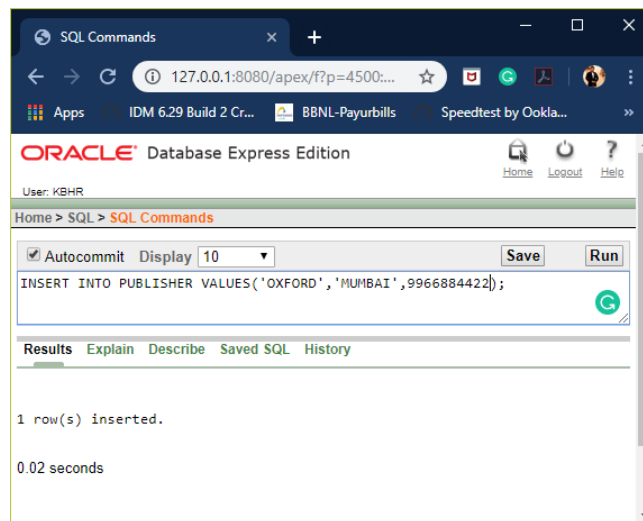 SQL Commands
127.0.0.1:8080/apex/f?p=4500:...
Apps IDM 6.29 Build 2 Cr... BBNL-Payurbills Speedtest by Ookla... »
ORACLE® Database Express Edition
Home Logout Help
User: KBHR
Home > SQL > SQL Commands
Autocommit Display 10 Save Run
INSERT INTO PUBLISHER VALUES('OXFORD','MUMBAI',9966884422);
Results Explain Describe Saved SQL History
1 row(s) inserted.
0.02 seconds